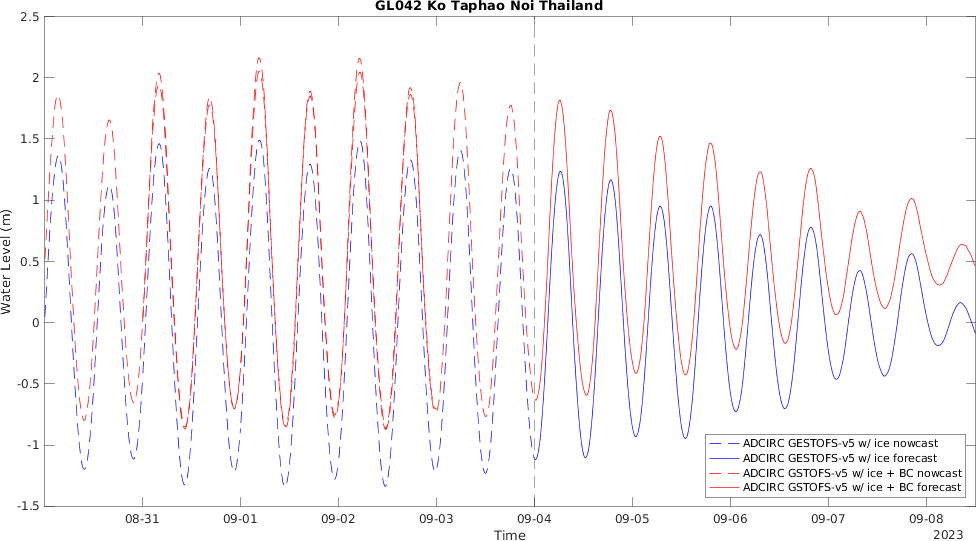 GL042 Ko Taphao Noi Thailand
2.5
2
1.5
1
0.5
0
-0.5
-1
-1.5
Water Level (m)
08-31
09-01
09-02
09-03
09-04
09-05
09-06
09-07
09-08
Time
2023
ADCIRC GESTOFS-v5 w/ ice nowcast
ADCIRC GESTOFS-v5 w/ ice forecast
ADCIRC GSTOFS-v5 w/ ice + BC nowcast
ADCIRC GSTOFS-v5 w/ ice + BC forecast